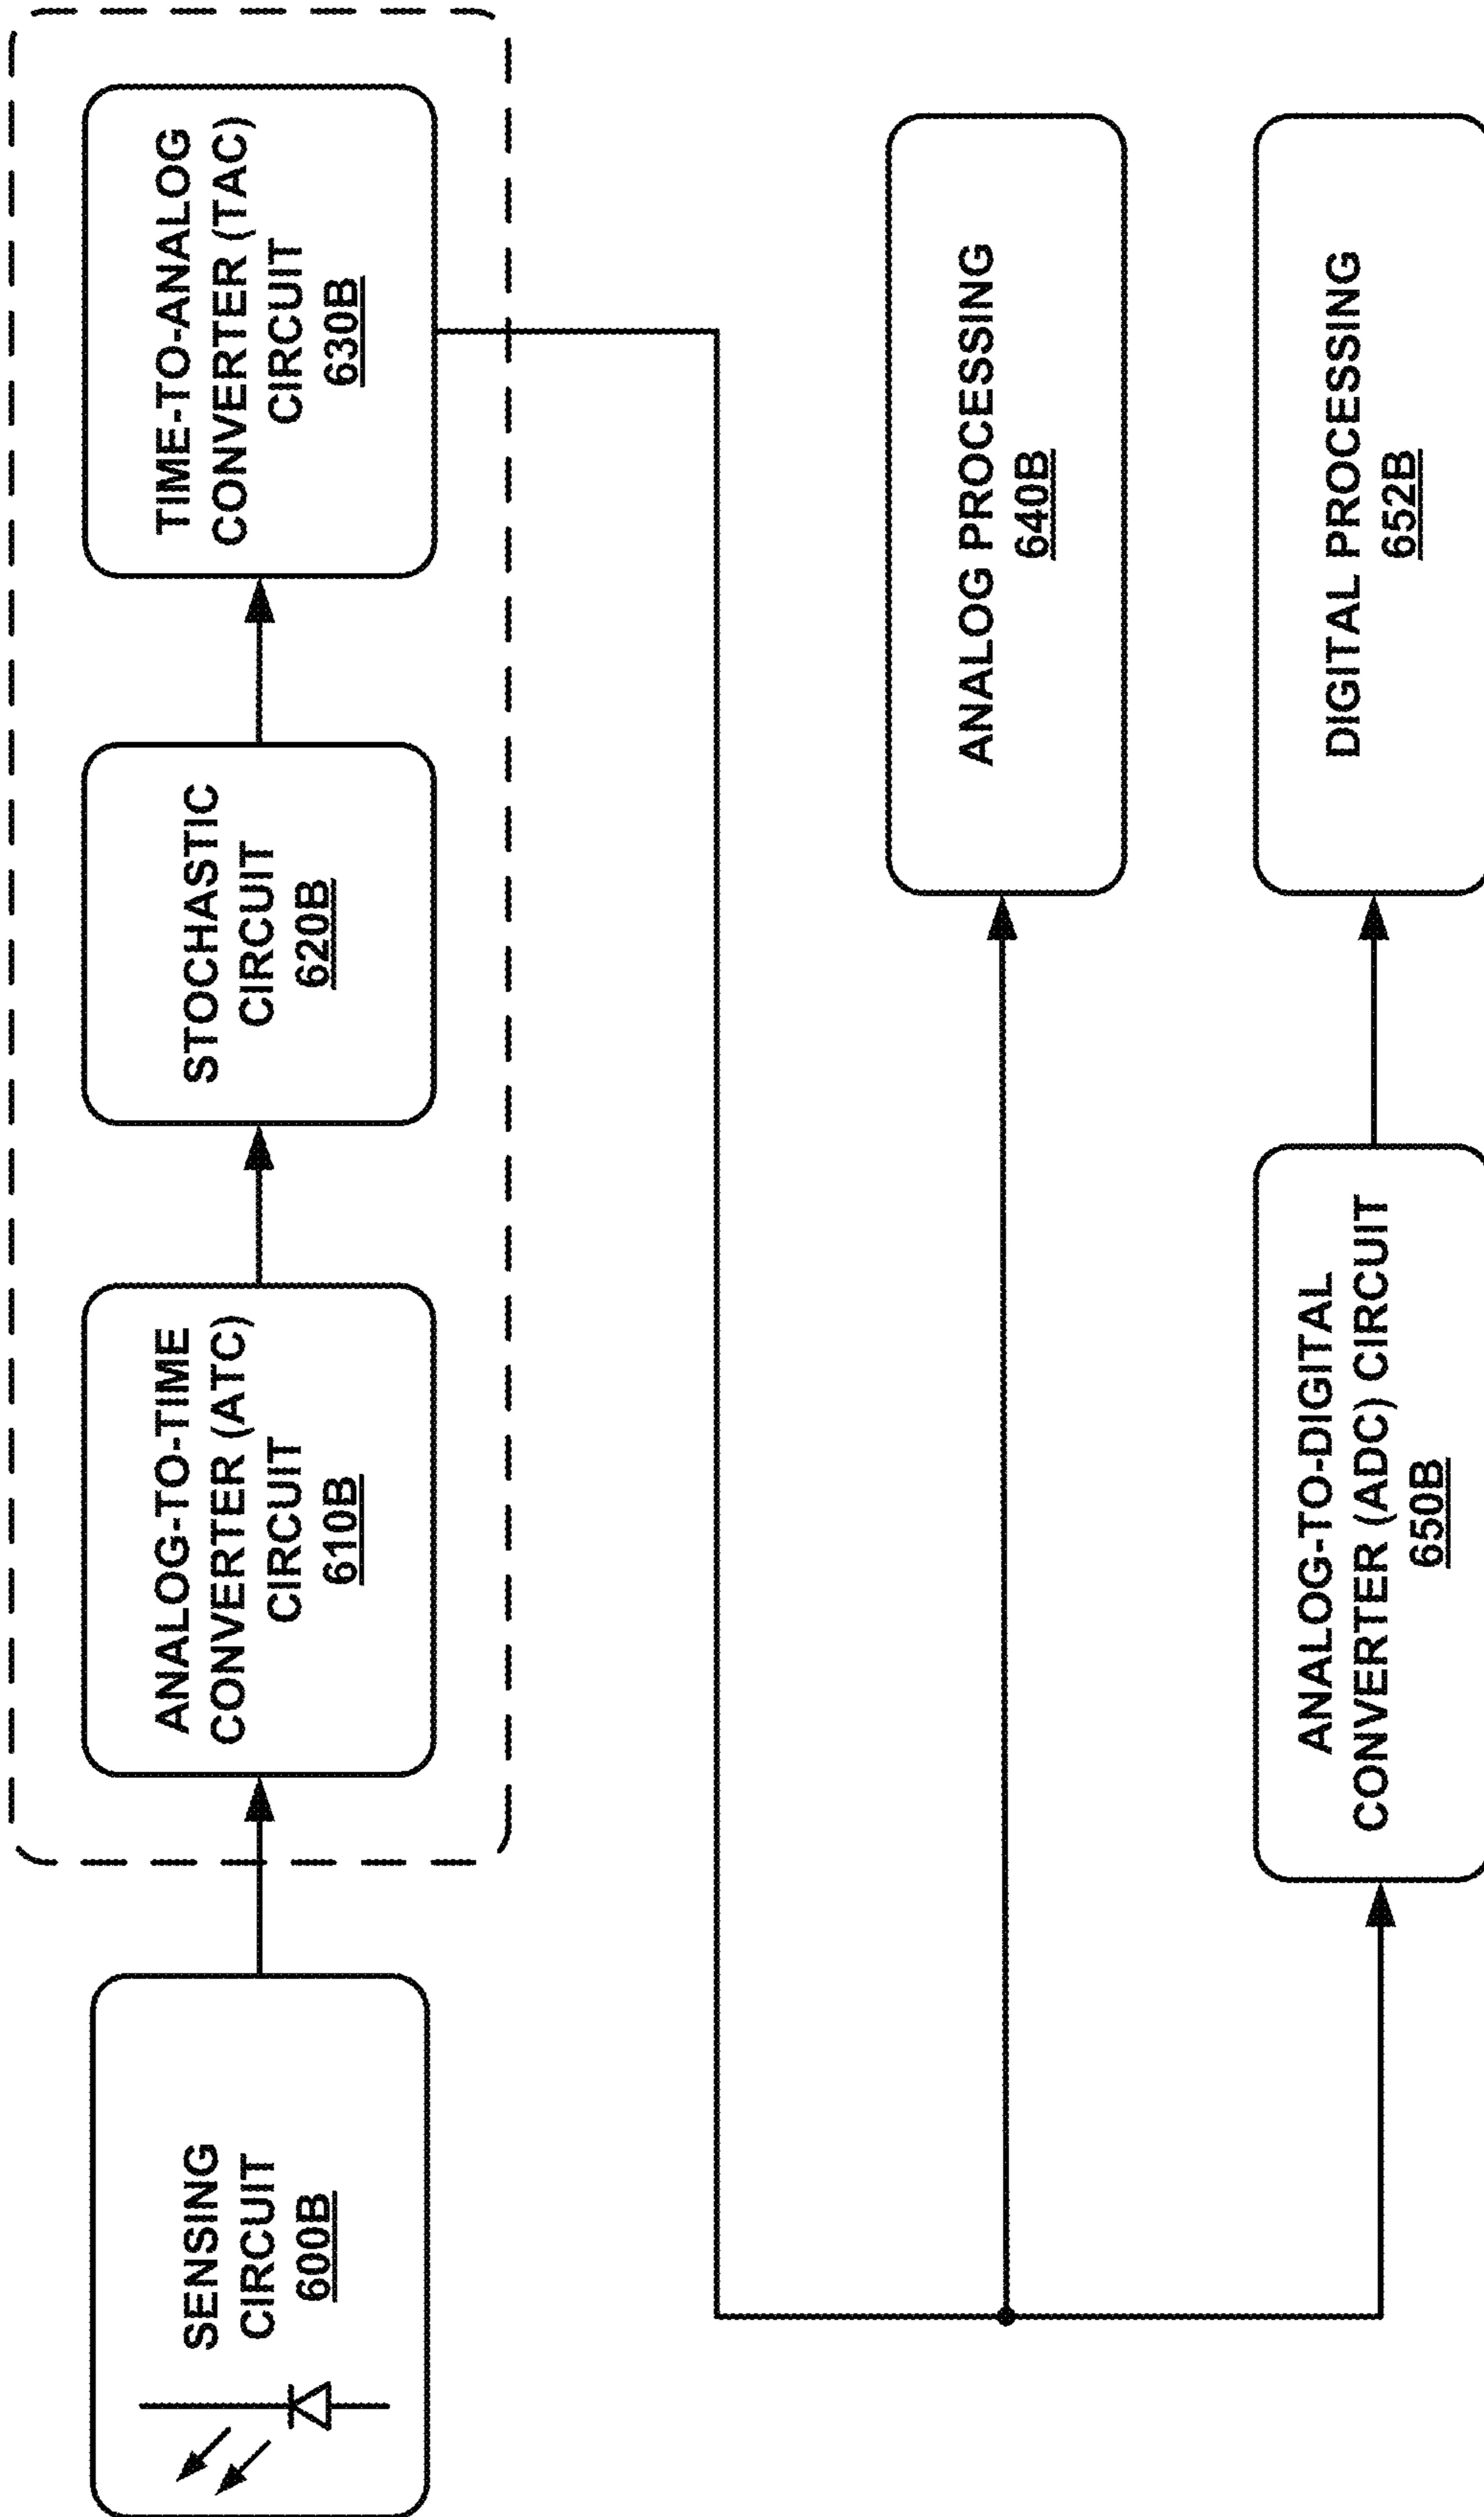 SENSING
CIRCUIT
600B
ANALOG-TO-TIME
CONVERTER (ATC)
CIRCUIT
610B
STOCHASTIC
CIRCUIT
620B
TIME-TO-ANALOG
CONVERTER (TAC)
CIRCUIT
630B
ANALOG PROCESSING
640B
ANALOG-TO-DIGITAL
CONVERTER (ADC) CIRCUIT
650B
DIGITAL PROCESSING
652B